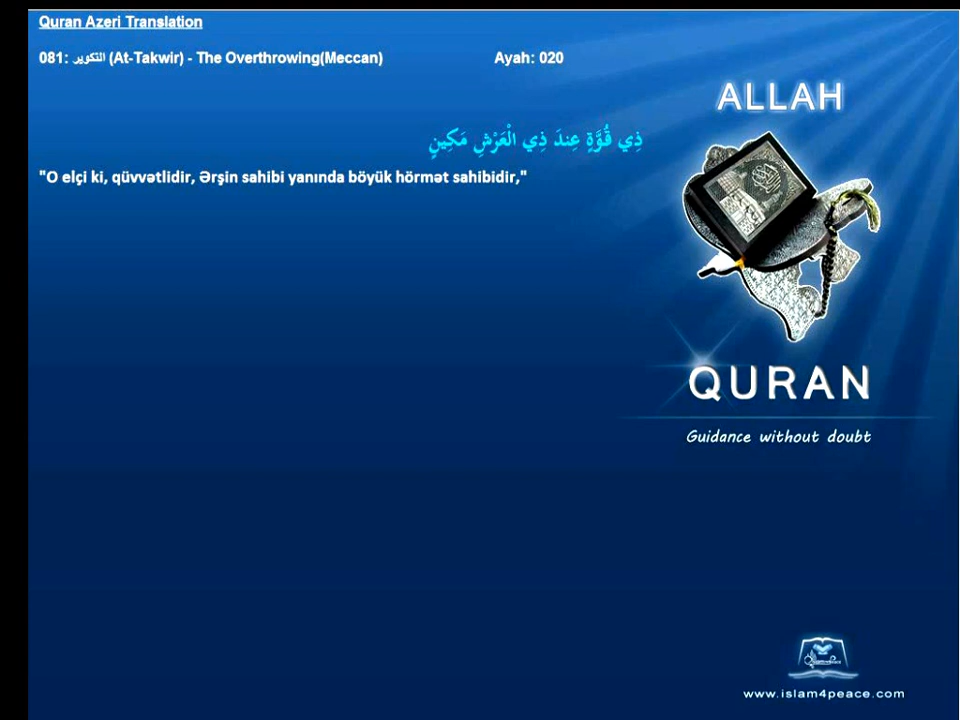 Quran Azeri Translation
081: التكوير (At-Takwir) - The Overthrowing(Meccan) Ayah: 020
ALLAH
ذِي قُوَّةٍ عِندَ ذِي الْعَرْشِ مَكِينٍ
"O elçi ki, qüvvətlidir, Ərşin sahibi yanında böyük hörmət sahibidir,"
QURAN
Guidance without doubt
www.islam4peace.com